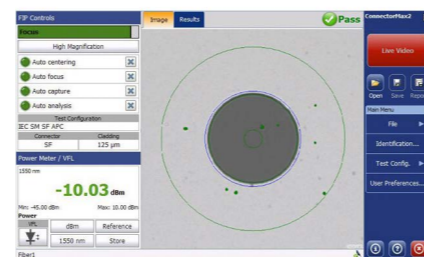 FIP Controls
Focus
High Magnification
Auto centering
Auto focus
Auto capture
Auto analysis
Test Configuration
IEC SM SF APC
Connector Cladding
SF 125 µm
Power Meter / VFL
1550 nm
-10.03 dBm
Min: -45.00 dBm Max: 10.00 dBm
Power
VFL dBm Reference
1550 nm Store
Fiber1
Image Results
Pass
ConnectorMax2
Live Video
Open Save Repor
Main Menu
File
Identification...
Test Config.
User Preferences...